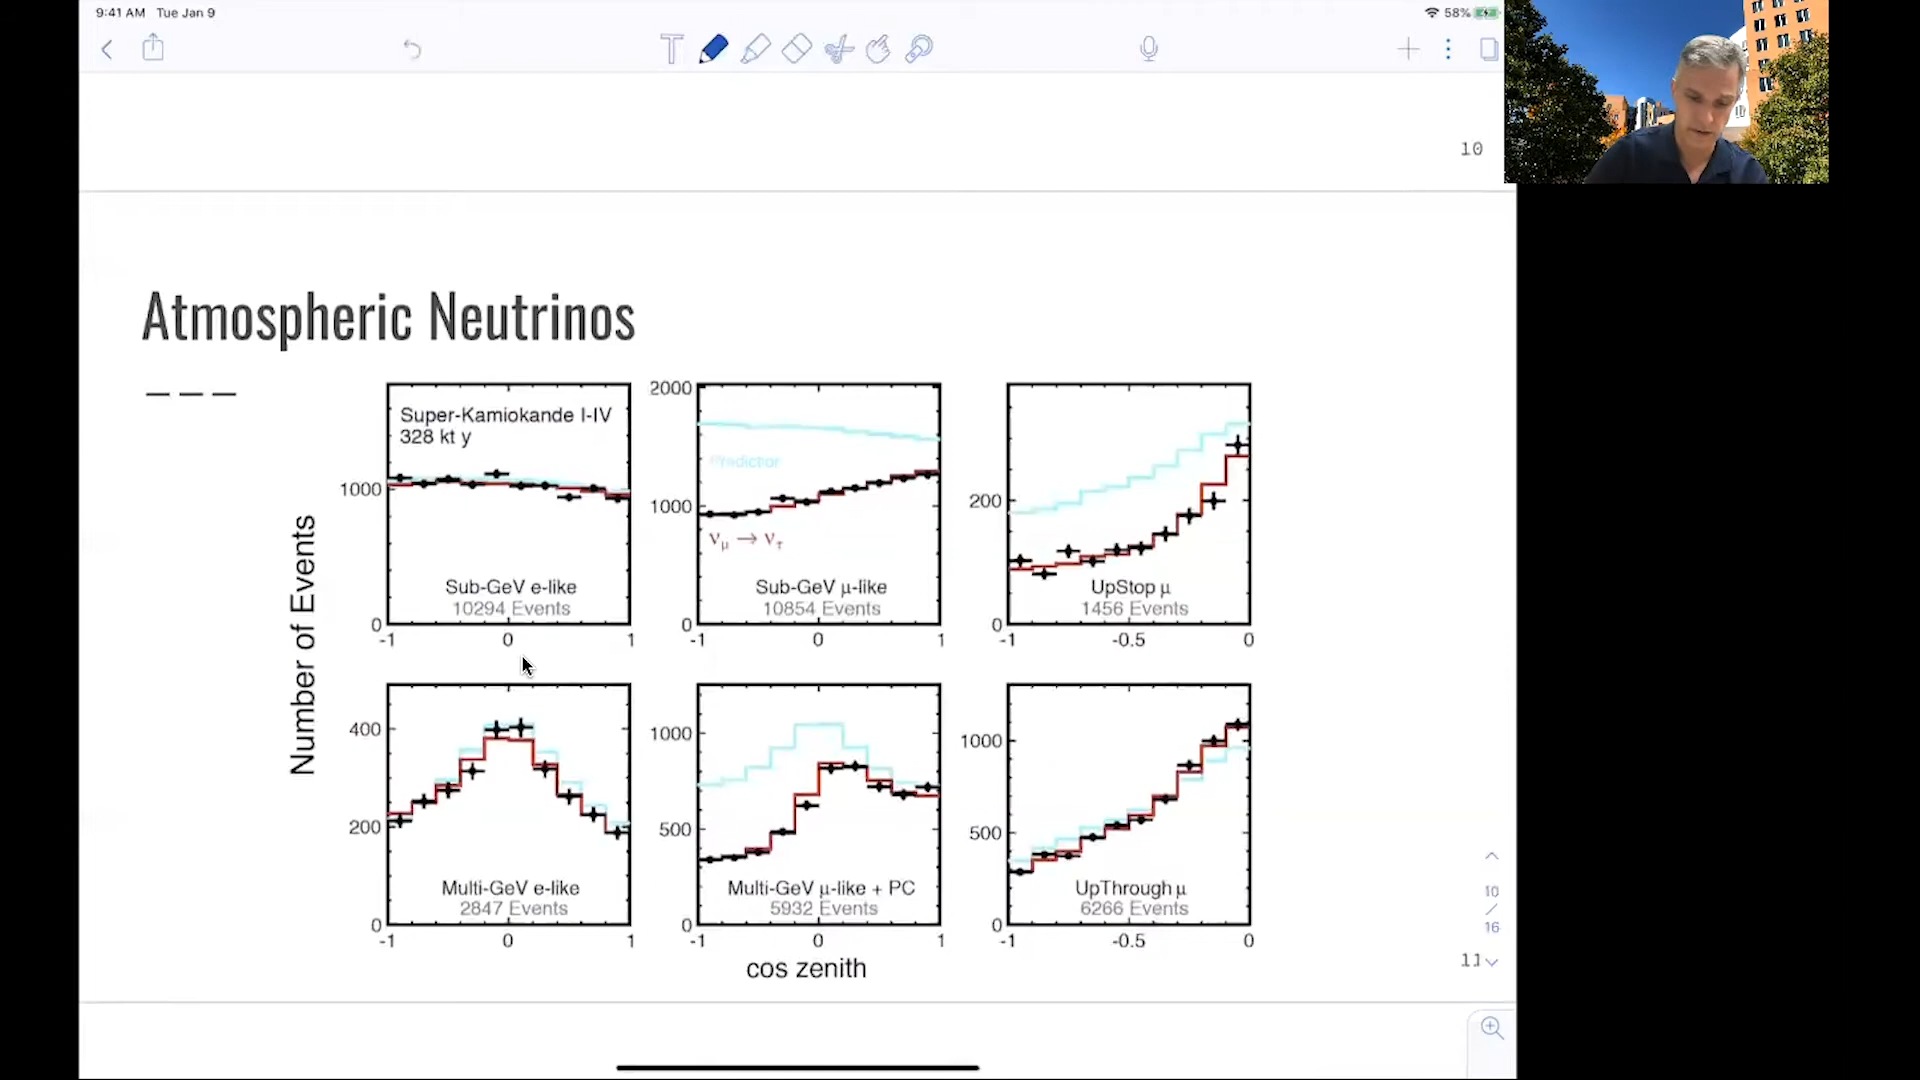 9:41 AM Tue Jan 9
58%
10
Atmospheric Neutrinos
Number of Events
Super-Kamiokande I-IV
328 kt y
1000
0
Sub-GeV e-like
10294 Events
-1 0 1
2000
1000
0
Prediction
νμ → ντ
Sub-GeV μ-like
10854 Events
-1 0 1
200
0
UpStop μ
1456 Events
-1 -0.5 0
400
200
0
Multi-GeV e-like
2847 Events
-1 0 1
1000
500
0
Multi-GeV μ-like + PC
5932 Events
-1 0 1
1000
500
0
UpThrough μ
6266 Events
-1 -0.5 0
cos zenith
10
/
16
11